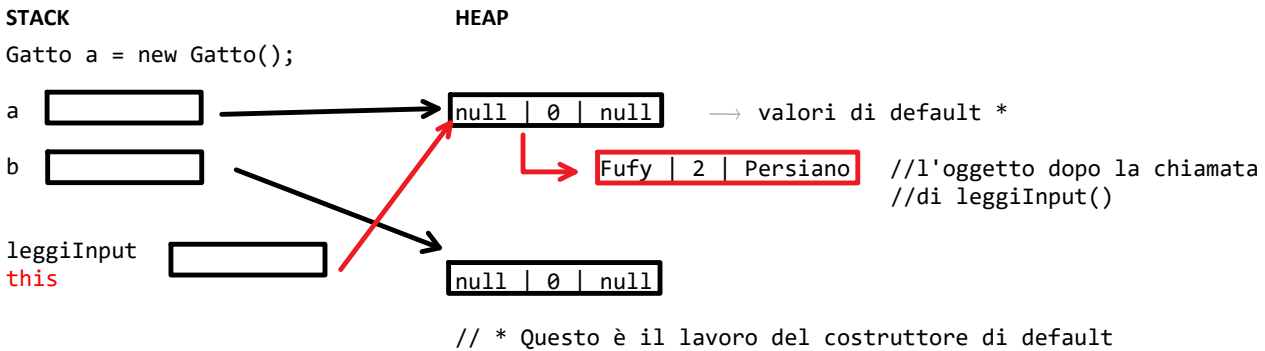 STACK HEAP
Gatto a = new Gatto();
a null | 0 | null → valori di default *
b Fufy | 2 | Persiano //l'oggetto dopo la chiamata
//di leggiInput()
leggiInput
this null | 0 | null
// * Questo è il lavoro del costruttore di default